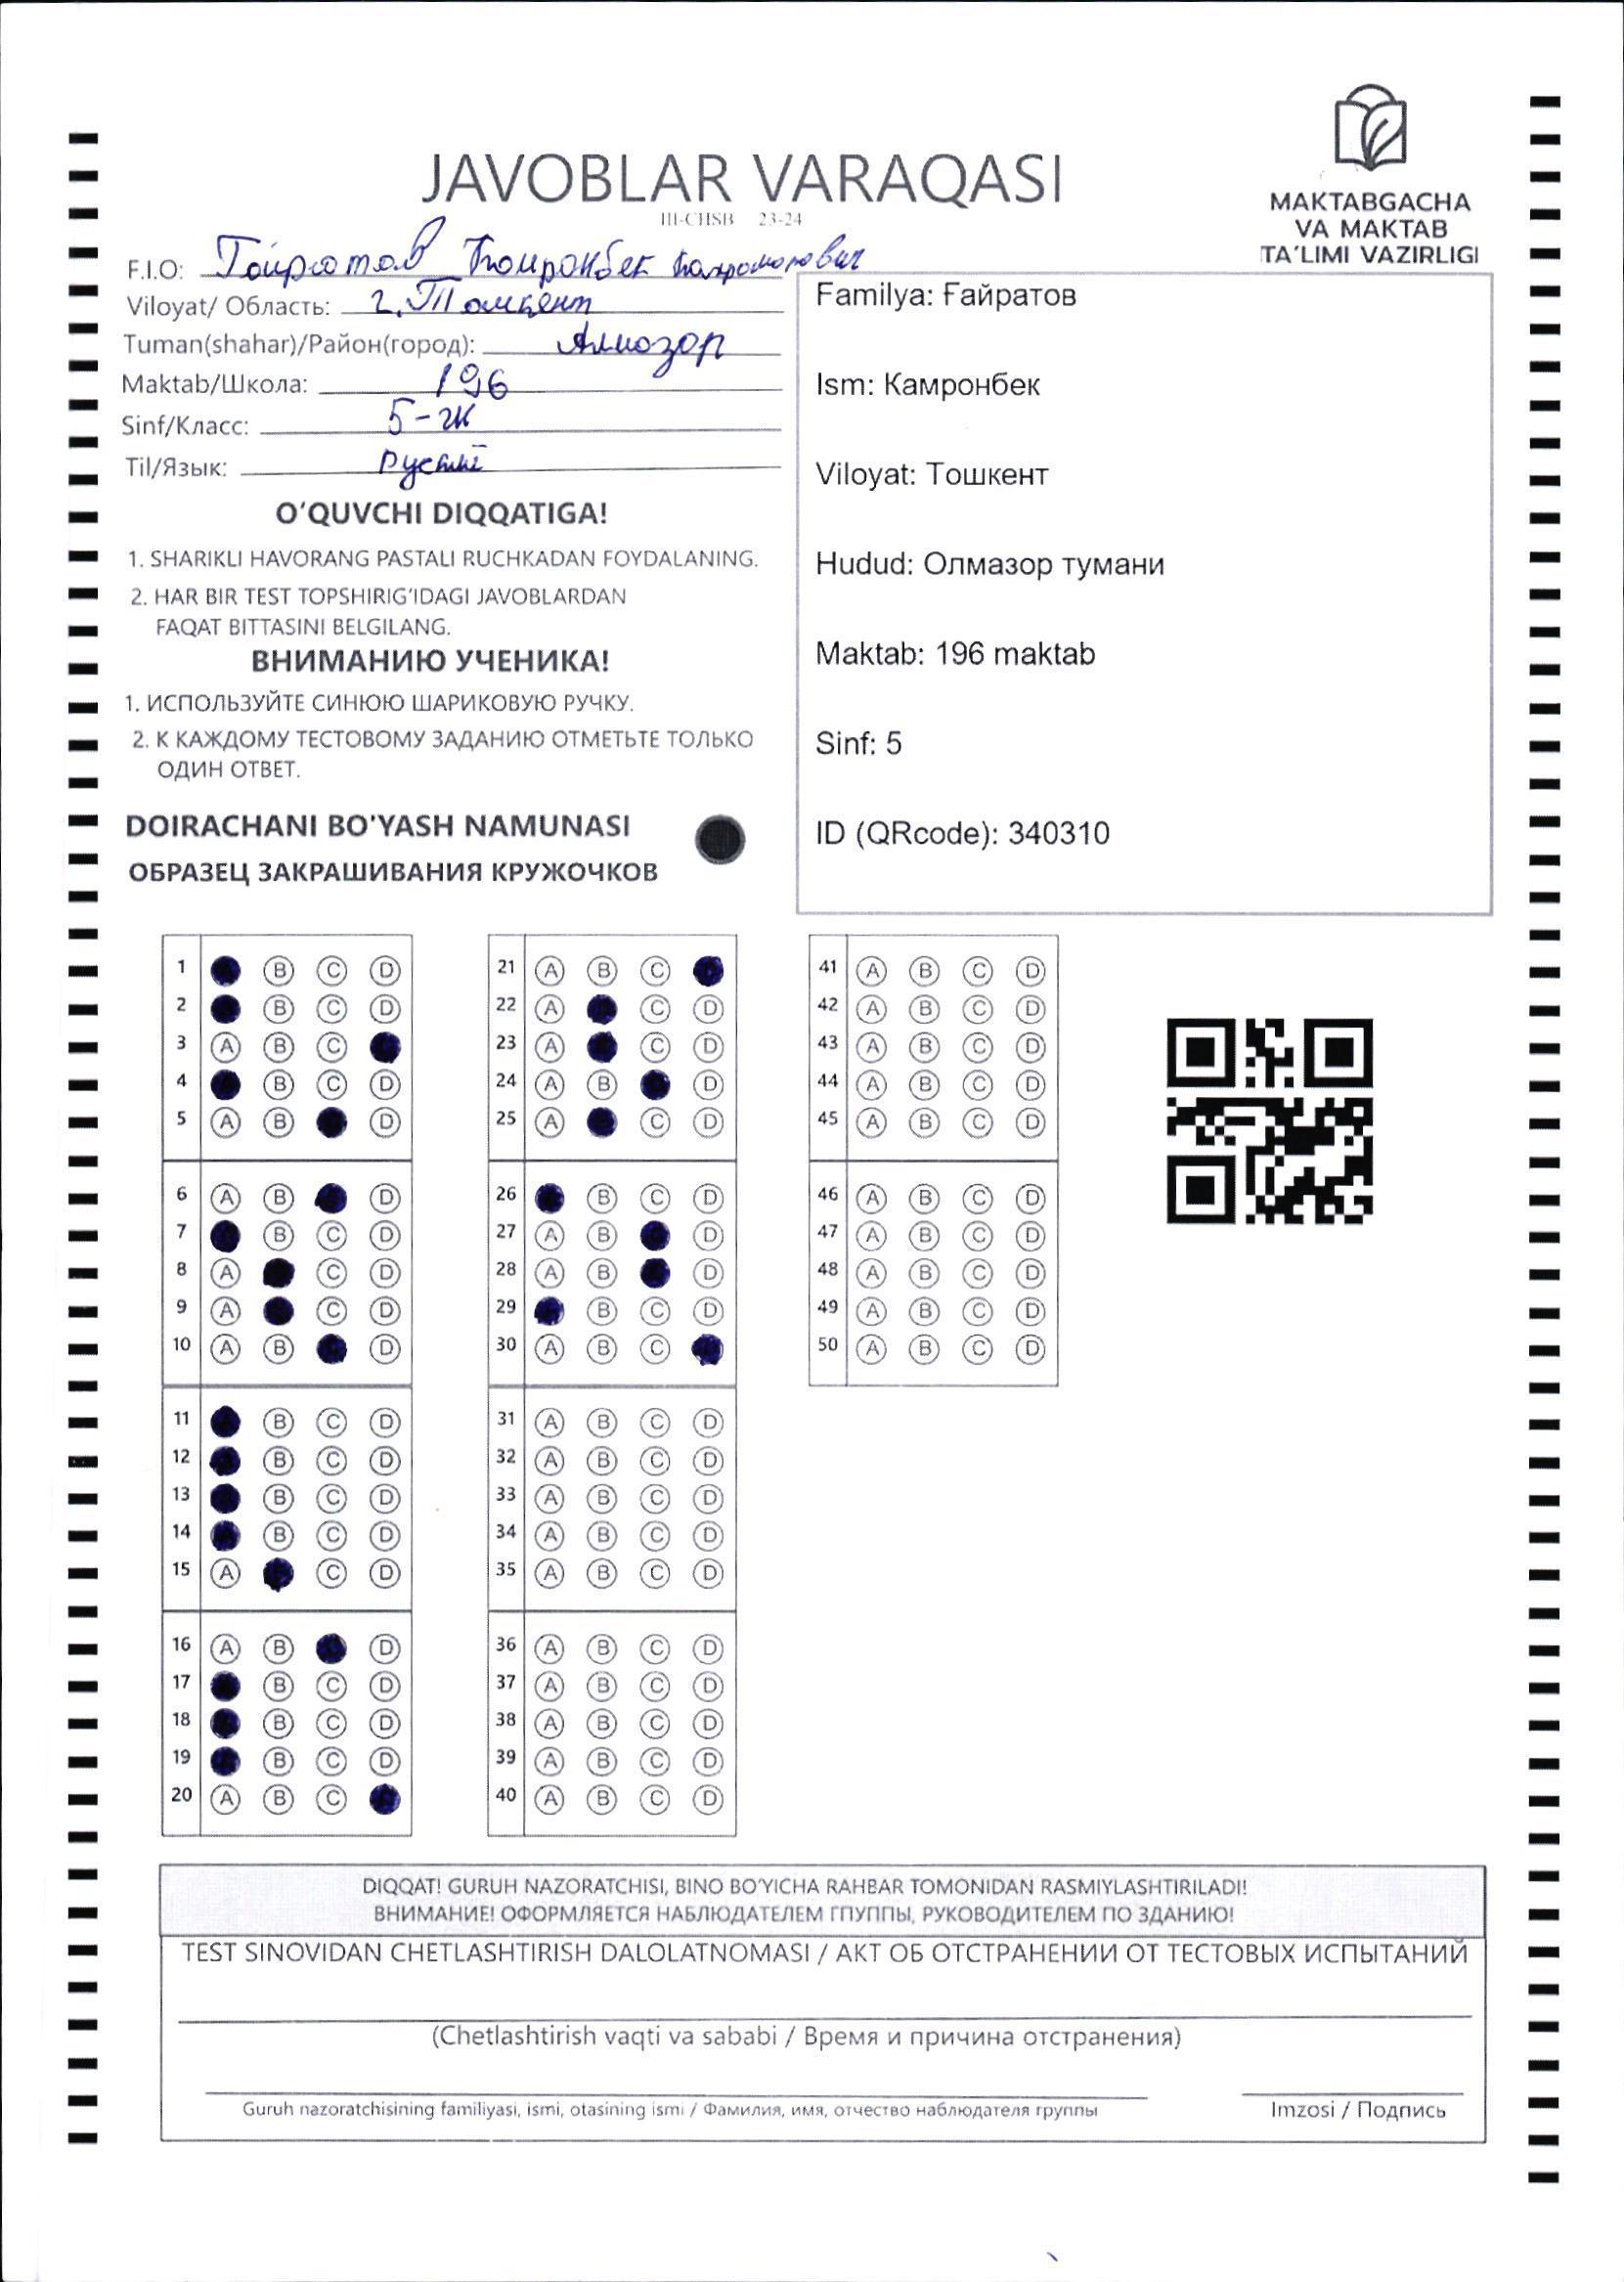 MAKTABGACHA
VA MAKTAB
TA'LIMI VAZIRLIGI
JAVOBLAR VARAQASI
III-CHSB 23-24
F.I.O:
Viloyat/ Область: г. Ташкент
Tuman(shahar)/Район(город): Алмазор
Maktab/Школа: 196
Sinf/Класс: 5-
Til/Язык:
O'QUVCHI DIQQATIGA!
1. SHARIKLI HAVORANG PASTALI RUCHKADAN FOYDALANING.
2. HAR BIR TEST TOPSHIRIG'IDAGI JAVOBLARDAN
FAQAT BITTASINI BELGILANG.
ВНИМАНИЮ УЧЕНИКА!
1. ИСПОЛЬЗУЙТЕ СИНЮЮ ШАРИКОВУЮ РУЧКУ.
2. К КАЖДОМУ ТЕСТОВОМУ ЗАДАНИЮ ОТМЕТЬТЕ ТОЛЬКО
ОДИН ОТВЕТ.
DOIRACHANI BO'YASH NAMUNASI
ОБРАЗЕЦ ЗАКРАШИВАНИЯ КРУЖОЧКОВ
Familya: Ғайратов
Ism: Камронбек
Viloyat: Тошкент
Hudud: Олмазор тумани
Maktab: 196 maktab
Sinf: 5
ID (QRcode): 340310
1 B C D
2 B C D
3 A B C
4 B C D
5 A B D
6 A B D
7 B C D
8 A C D
9 A C D
10 A B D
11 B C D
12 B C D
13 B C D
14 B C D
15 A C D
16 A B D
17 B C D
18 B C D
19 B C D
20 A B C
21 A B C
22 A C D
23 A C D
24 A B D
25 A C D
26 B C D
27 A B D
28 A B D
29 B C D
30 A B C
31 A B C D
32 A B C D
33 A B C D
34 A B C D
35 A B C D
36 A B C D
37 A B C D
38 A B C D
39 A B C D
40 A B C D
41 A B C D
42 A B C D
43 A B C D
44 A B C D
45 A B C D
46 A B C D
47 A B C D
48 A B C D
49 A B C D
50 A B C D
DIQQAT! GURUH NAZORATCHISI, BINO BO'YICHA RAHBAR TOMONIDAN RASMIYLASHTIRILADI!
ВНИМАНИЕ! ОФОРМЛЯЕТСЯ НАБЛЮДАТЕЛЕМ ГПУППЫ, РУКОВОДИТЕЛЕМ ПО ЗДАНИЮ!
TEST SINOVIDAN CHETLASHTIRISH DALOLATNOMASI / АКТ ОБ ОТСТРАНЕНИИ ОТ ТЕСТОВЫХ ИСПЫТАНИЙ
(Chetlashtirish vaqti va sababi / Время и причина отстранения)
Guruh nazoratchisining familiyasi, ismi, otasining ismi / Фамилия, имя, отчество наблюдателя группы
Imzosi / Подпись